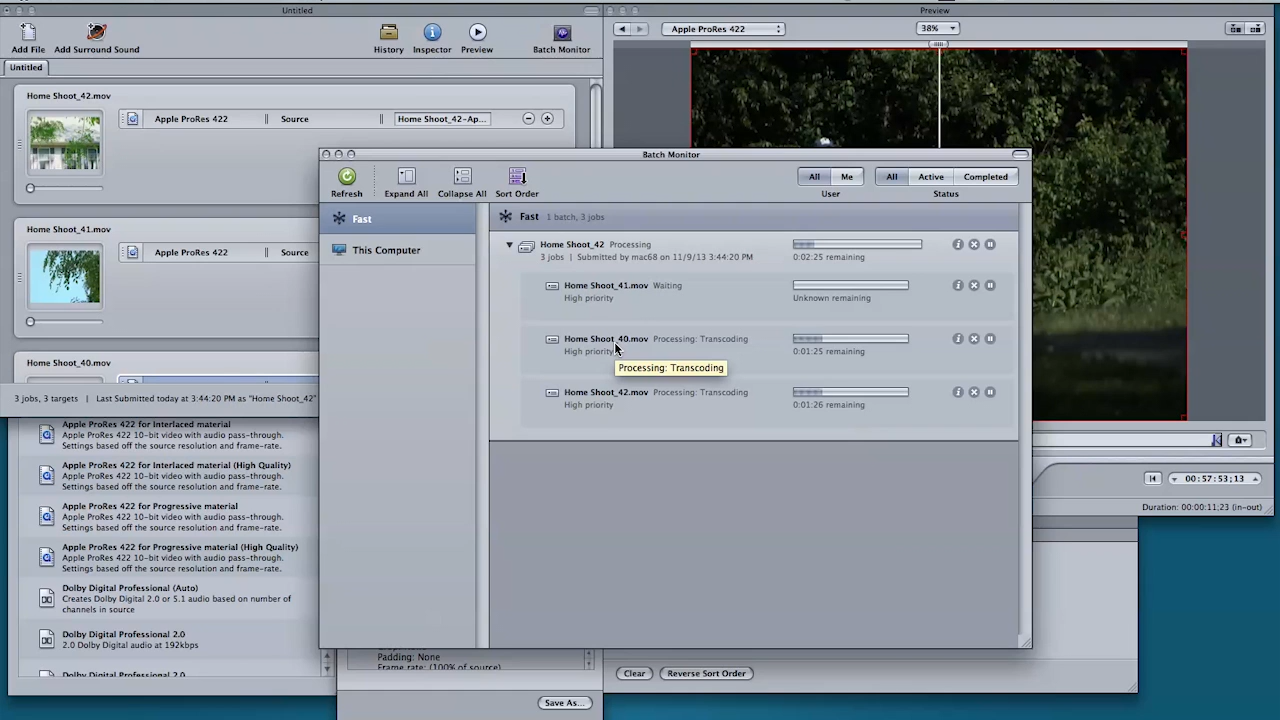 Untitled
Preview
Add File
Add Surround Sound
History
Inspector
Preview
Batch Monitor
Apple ProRes 422
38%
Untitled
Home Shoot_42.mov
Apple ProRes 422
Source
Home Shoot_42-Ap...
Home Shoot_41.mov
Apple ProRes 422
Source
Home Shoot_40.mov
3 jobs, 3 targets | Last Submitted today at 3:44:20 PM as "Home Shoot_42"
Batch Monitor
Refresh
Expand All
Collapse All
Sort Order
All
Me
User
All
Active
Completed
Status
Fast
This Computer
Fast 1 batch, 3 jobs
Home Shoot_42 Processing
3 jobs | Submitted by mac68 on 11/9/13 3:44:20 PM
0:02:25 remaining
Home Shoot_41.mov Waiting
High priority
Unknown remaining
Home Shoot_40.mov Processing: Transcoding
High priority
0:01:25 remaining
Processing: Transcoding
Home Shoot_42.mov Processing: Transcoding
High priority
0:01:26 remaining
Apple ProRes 422 for Interlaced material
Apple ProRes 422 10-bit video with audio pass-through.
Settings based off the source resolution and frame-rate.
Apple ProRes 422 for Interlaced material (High Quality)
Apple ProRes 422 10-bit video with audio pass-through.
Settings based off the source resolution and frame-rate.
Apple ProRes 422 for Progressive material
Apple ProRes 422 10-bit video with audio pass-through.
Settings based off the source resolution and frame-rate.
Apple ProRes 422 for Progressive material (High Quality)
Apple ProRes 422 10-bit video with audio pass-through.
Settings based off the source resolution and frame-rate.
Dolby Digital Professional (Auto)
Creates Dolby Digital 2.0 or 5.1 audio based on number of
channels in source
Dolby Digital Professional 2.0
2.0 Dolby Digital audio at 192kbps
Dolby Digital Professional 2.0
Padding: None
Frame rate: (100% of source)
Save As...
Clear
Reverse Sort Order
00:57:53;13
Duration: 00:00:11;23 (in-out)